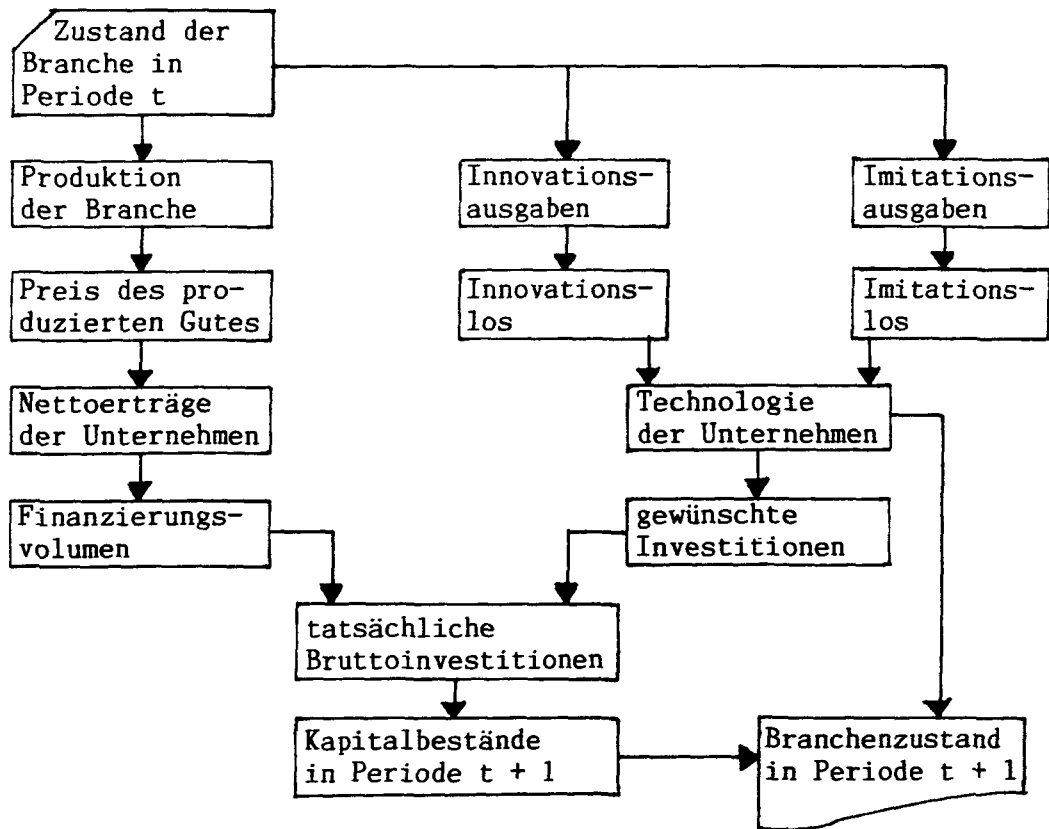 Zustand der
Branche in
Periode t
Produktion
der Branche
Innovations-
ausgaben
Imitations-
ausgaben
Preis des pro-
duzierten Gutes
Innovations-
los
Imitations-
los
Nettoerträge
der Unternehmen
Technologie
der Unternehmen
Finanzierungs-
volumen
gewünschte
Investitionen
tatsächliche
Bruttoinvestitionen
Kapitalbestände
in Periode t + 1
Branchenzustand
in Periode t + 1